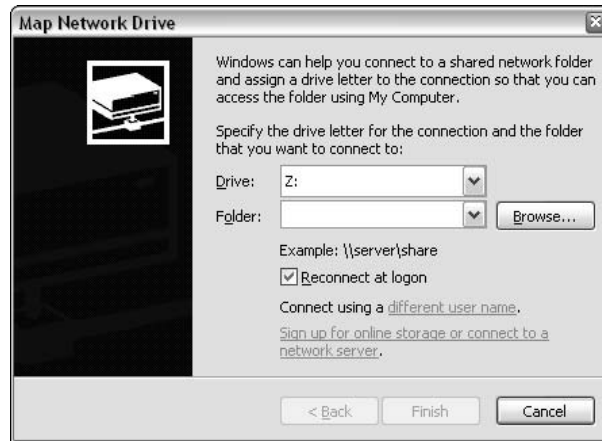 Map Network Drive
Windows can help you connect to a shared network folder
and assign a drive letter to the connection so that you can
access the folder using My Computer.
Specify the drive letter for the connection and the folder
that you want to connect to:
Drive: Z:
Folder: Browse...
Example: \\server\share
Reconnect at logon
Connect using a different user name.
Sign up for online storage or connect to a
network server.
< Back Finish Cancel